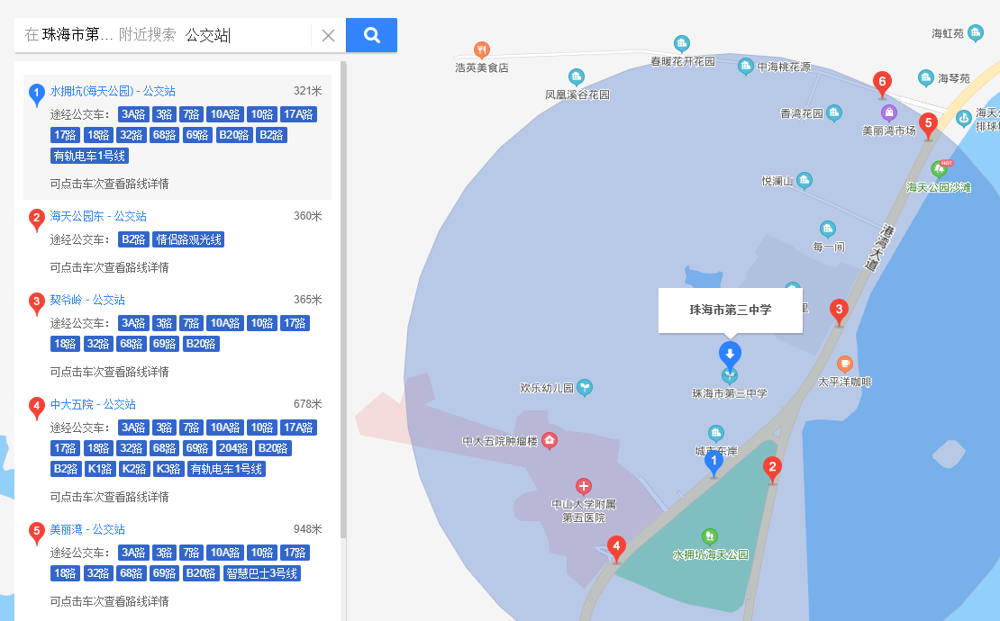 在 珠海市第... 附近搜索 公交站
1 水拥坑(海天公园) - 公交站 321米
途经公交车: 3A路 3路 7路 10A路 10路 17A路
17路 18路 32路 68路 69路 B20路 B2路
有轨电车1号线
可点击车次查看路线详情
2 海天公园东 - 公交站 360米
途经公交车: B2路 情侣路观光线
可点击车次查看路线详情
3 契爷岭 - 公交站 365米
途经公交车: 3A路 3路 7路 10A路 10路 17路
18路 32路 68路 69路 B20路
可点击车次查看路线详情
4 中大五院 - 公交站 678米
途经公交车: 3A路 3路 7路 10A路 10路 17A路
17路 18路 32路 68路 69路 204路 B20路
B2路 K1路 K2路 K3路 有轨电车1号线
可点击车次查看路线详情
5 美丽湾 - 公交站 948米
途经公交车: 3A路 3路 7路 10A路 10路 17路
18路 32路 68路 69路 B20路 智慧巴士3号线
可点击车次查看路线详情
海虹苑
浩英美食店
春暖花开花园
中海桃花源
凤凰溪谷花园
6
海琴苑
香湾花园
美丽湾市场
5
海天公
排球场
HOT
海天公园沙滩
悦澜山
每一间
港湾大道
珠海市第三中学
里
3
太平洋咖啡
珠海市第三中学
欢乐幼儿园
中大五院肿瘤楼
城市东岸
1
2
中山大学附属
第五医院
4
水拥坑海天公园